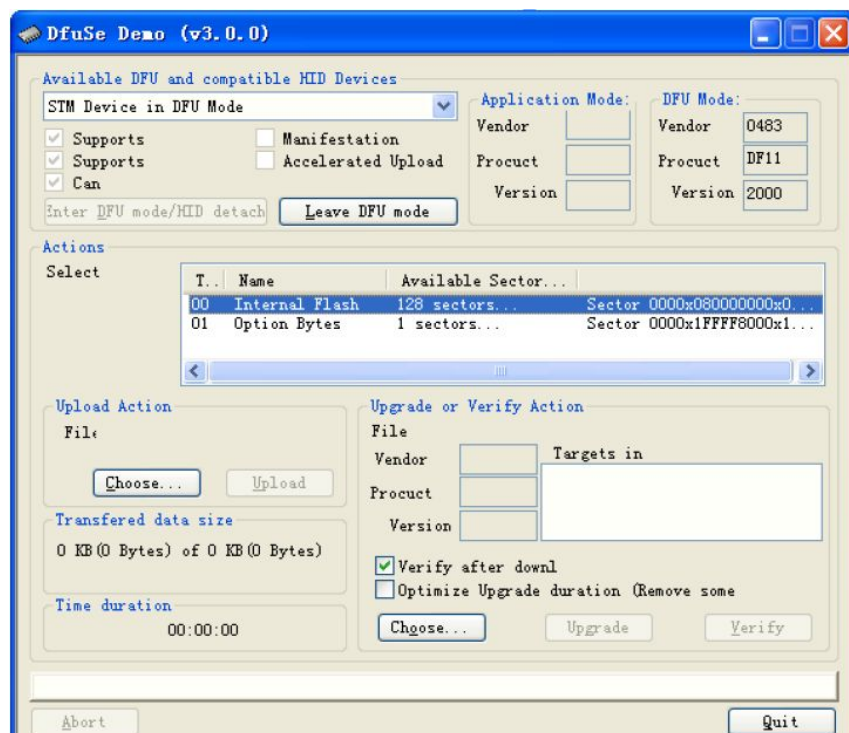 DfuSe Demo (v3.0.0)
Available DFU and compatible HID Devices
STM Device in DFU Mode
Supports
Manifestation
Supports
Accelerated Upload
Can
Enter DFU mode/HID detach
Leave DFU mode
Application Mode:
Vendor
Procuct
Version
DFU Mode:
Vendor 0483
Procuct DF11
Version 2000
Actions
Select
T.. Name Available Sector...
00 Internal Flash 128 sectors... Sector 0000x080000000x0...
01 Option Bytes 1 sectors... Sector 0000x1FFFF8000x1...
Upload Action
File
Choose... Upload
Transfered data size
0 KB(0 Bytes) of 0 KB(0 Bytes)
Time duration
00:00:00
Upgrade or Verify Action
File
Vendor
Procuct
Version
Targets in
Verify after downl
Optimize Upgrade duration (Remove some
Choose... Upgrade Verify
Abort Quit